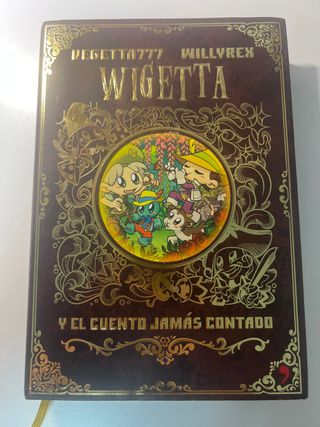 VEGETTA777 WILLYREX
WIGETTA
Y EL CUENTO JAMÁS CONTADO